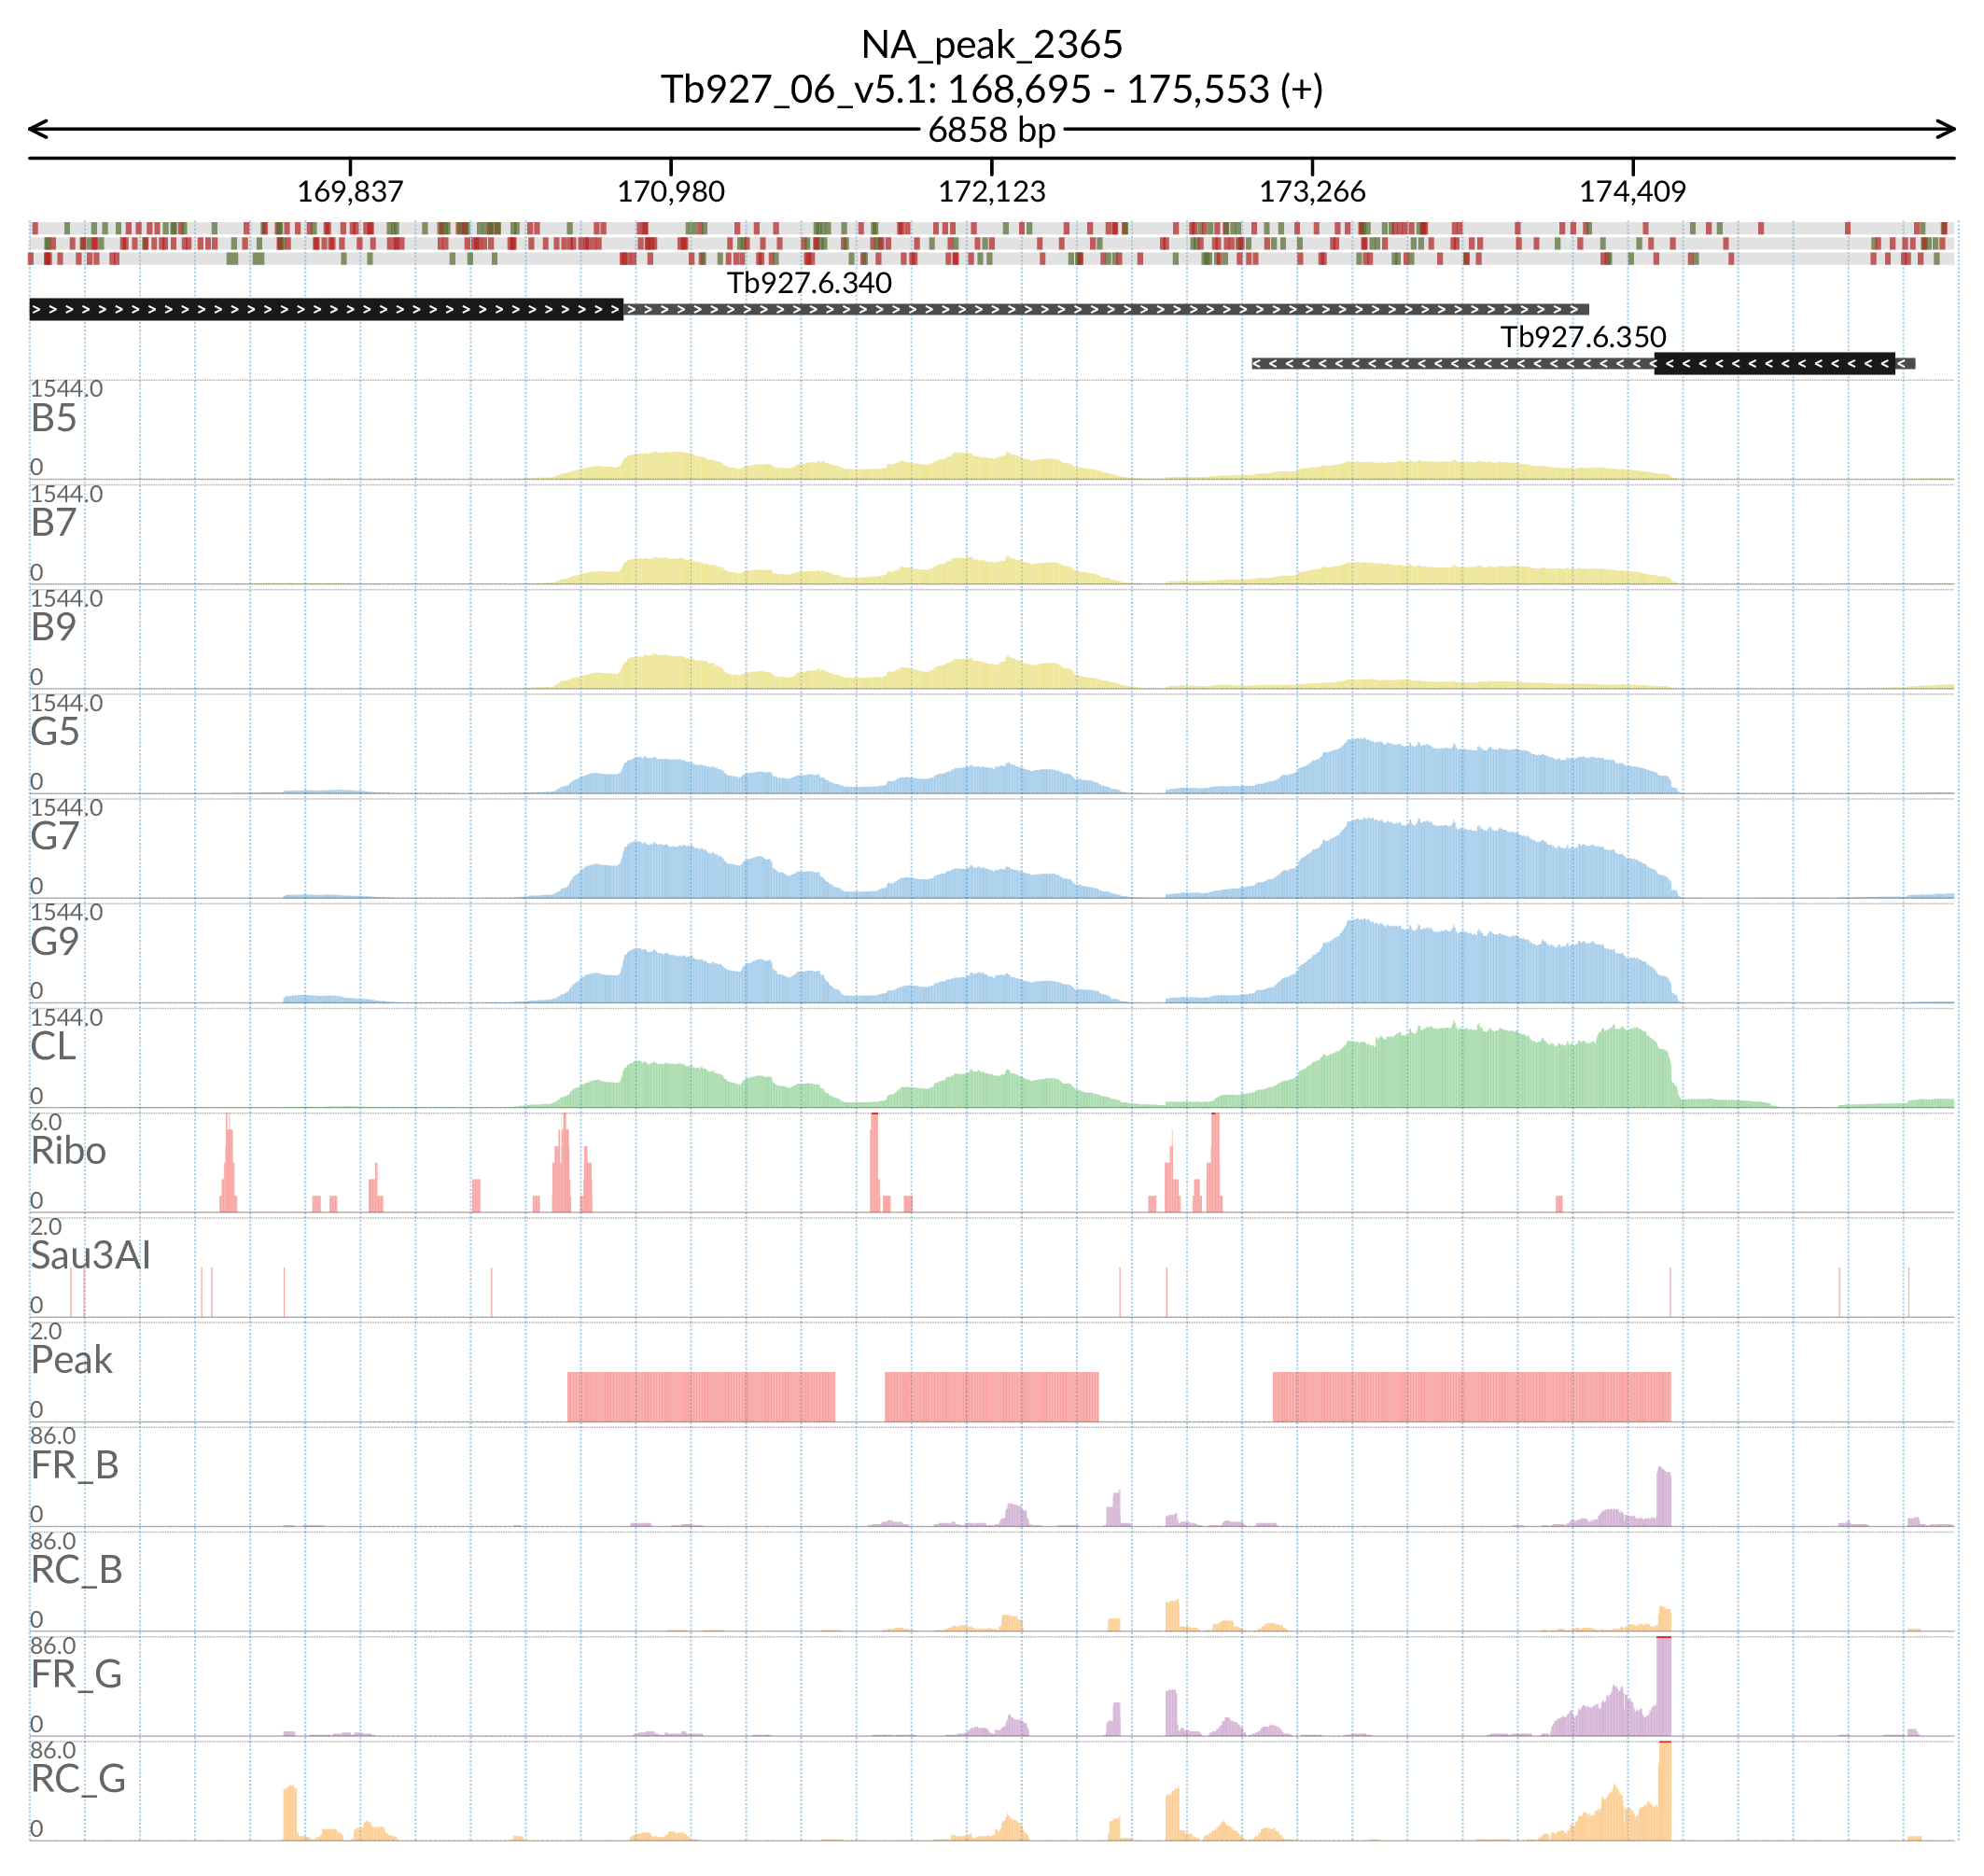 NA_peak_2365
Tb927_06_v5.1: 168,695 - 175,553 (+)
6858 bp
169,837 170,980 172,123 173,266 174,409
Tb927.6.340
Tb927.6.350
1544.0
B5
0
1544.0
B7
0
1544.0
B9
0
1544.0
G5
0
1544.0
G7
0
1544.0
G9
0
1544.0
CL
0
6.0
Ribo
0
2.0
Sau3AI
0
2.0
Peak
0
86.0
FR_B
0
86.0
RC_B
0
86.0
FR_G
0
86.0
RC_G
0